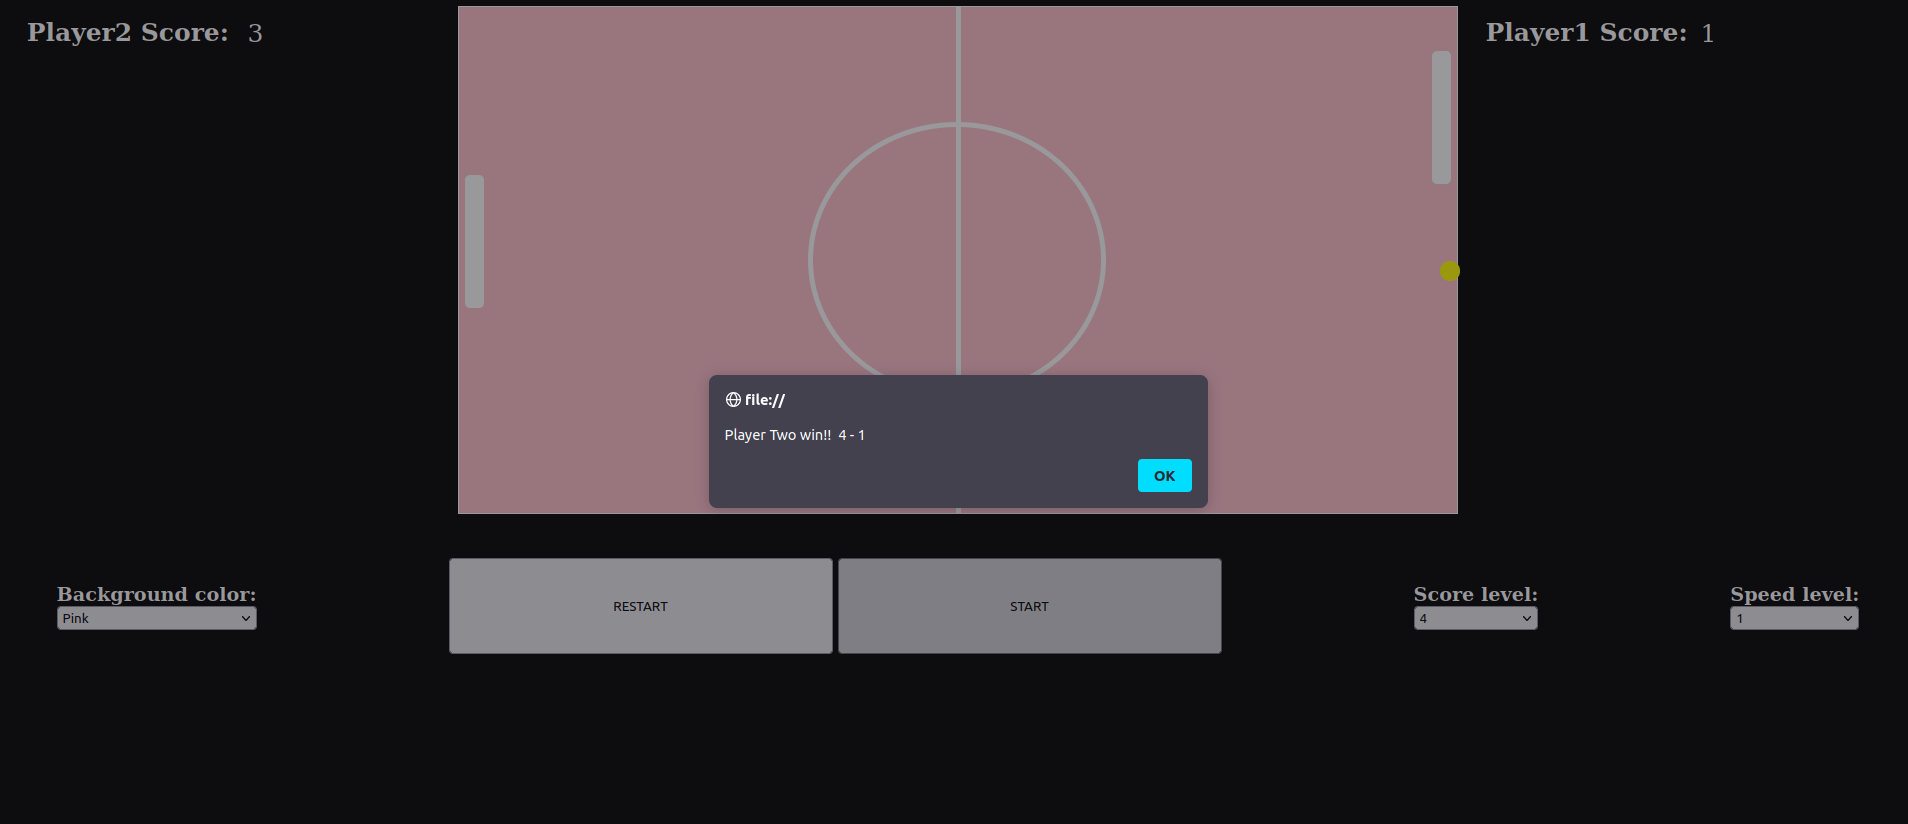 Player2 Score: 3
Player1 Score: 1
file://
Player Two win!! 4 - 1
OK
Background color:
Pink
RESTART
START
Score level:
4
Speed level:
1